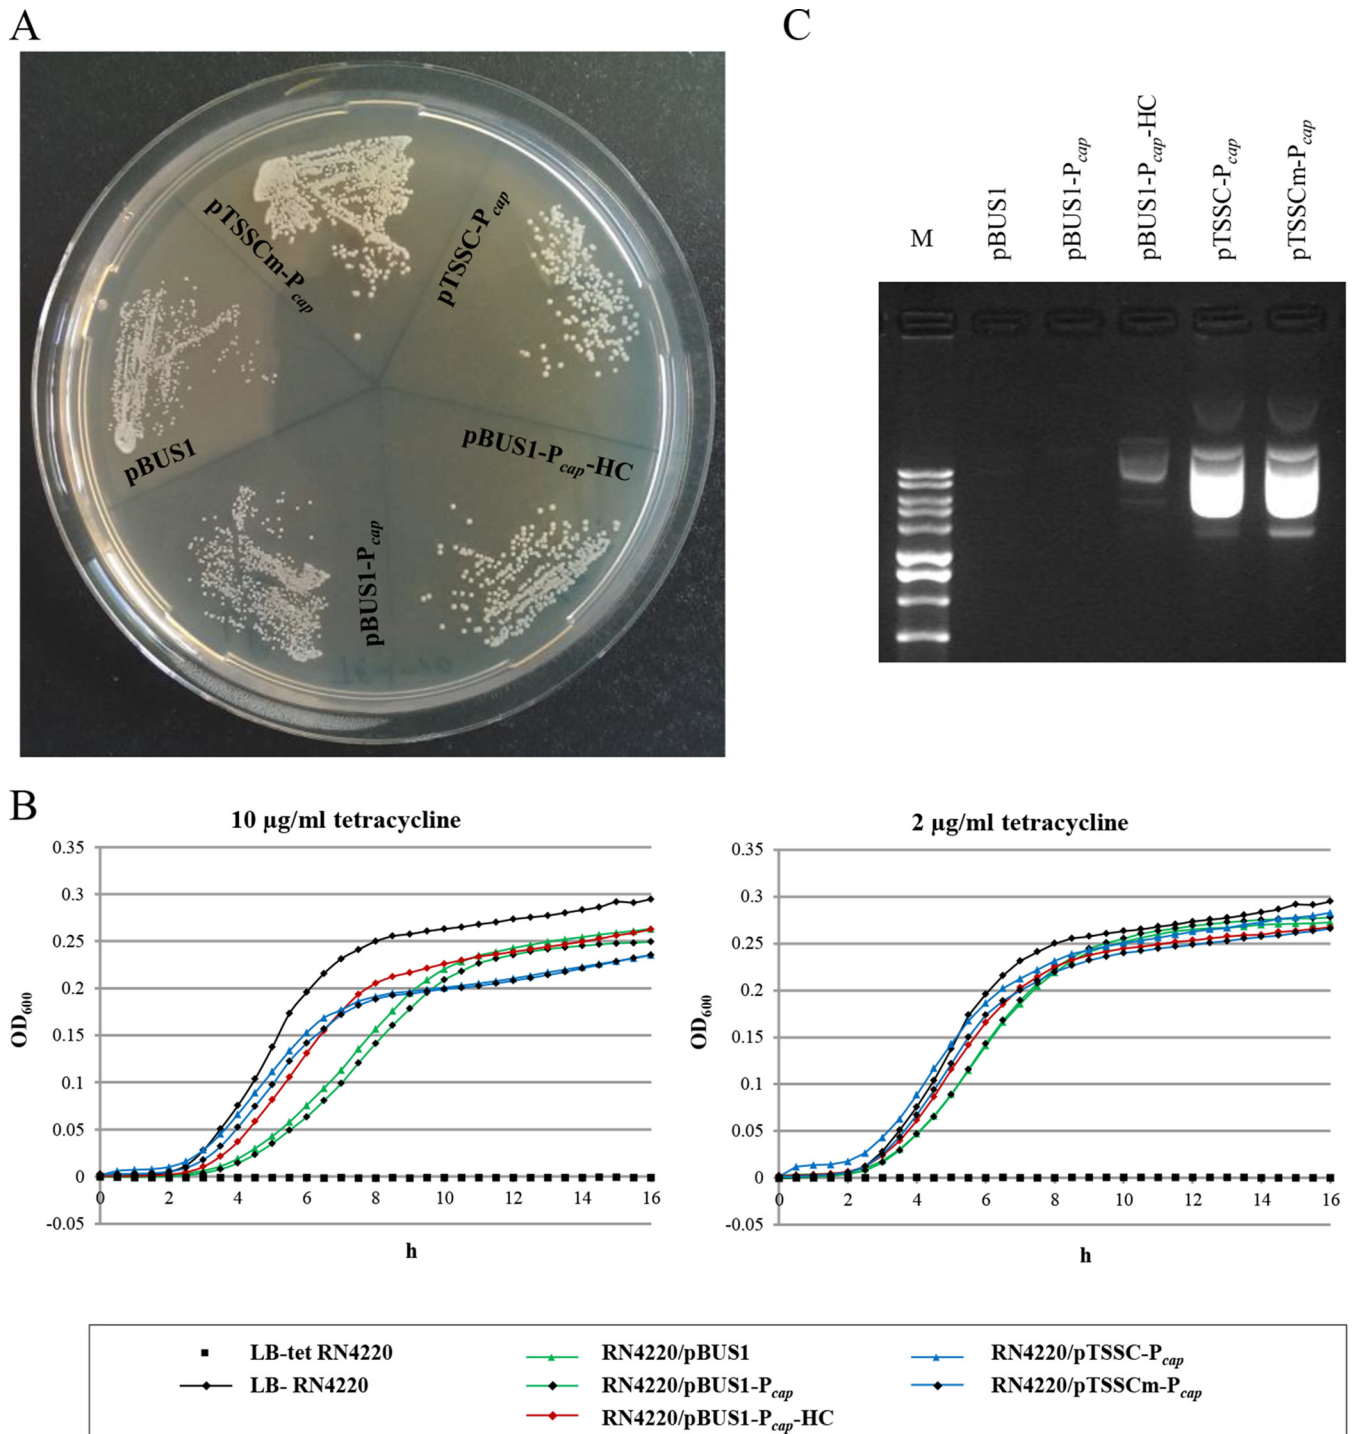 A
C
pTSSCm-Pcap
pTSSC-Pcap
pBUS1
pBUS1-Pcap-HC
pBUS1-Pcap
M
pBUS1
pBUS1-Pcap
pBUS1-Pcap-HC
pTSSC-Pcap
pTSSCm-Pcap
B
10 µg/ml tetracycline
0.35
0.3
0.25
0.2
0.15
0.1
0.05
0
-0.05
OD600
0 2 4 6 8 10 12 14 16
h
2 µg/ml tetracycline
0.35
0.3
0.25
0.2
0.15
0.1
0.05
0
-0.05
OD600
0 2 4 6 8 10 12 14 16
h
LB-tet RN4220
LB- RN4220
RN4220/pBUS1
RN4220/pBUS1-Pcap
RN4220/pBUS1-Pcap-HC
RN4220/pTSSC-Pcap
RN4220/pTSSCm-Pcap